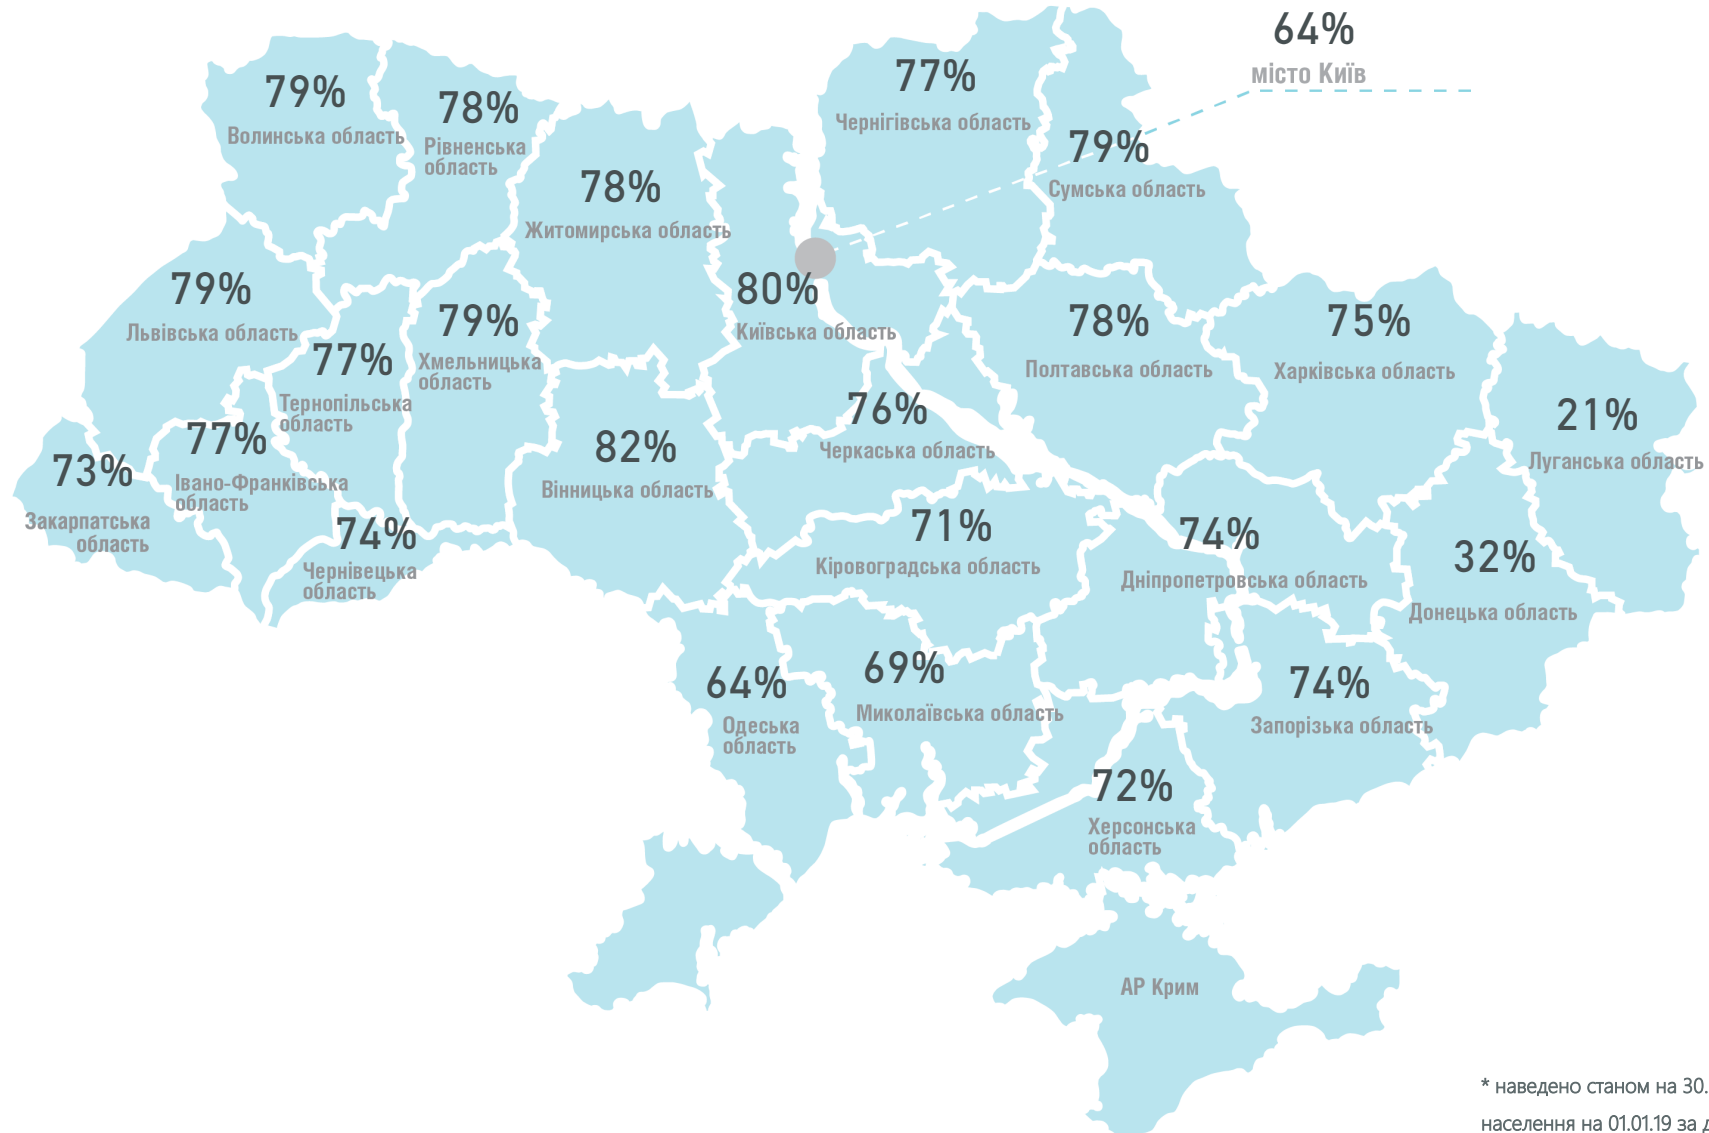 64%
місто Київ
77%
Чернігівська область
79%
Волинська область
78%
Рівненська
область
79%
Сумська область
78%
Житомирська область
79%
Львівська область
80%
Київська область
79%
Хмельницька
область
78%
Полтавська область
75%
Харківська область
77%
Тернопільська
область
76%
Черкаська область
21%
Луганська область
77%
Івано-Франківська
область
82%
Вінницька область
73%
Закарпатська
область
74%
Чернівецька
область
71%
Кіровоградська область
74%
Дніпропетровська область
32%
Донецька область
64%
Одеська
область
69%
Миколаївська область
74%
Запорізька область
72%
Херсонська
область
АР Крим
* наведено станом на 30.
населення на 01.01.19 за